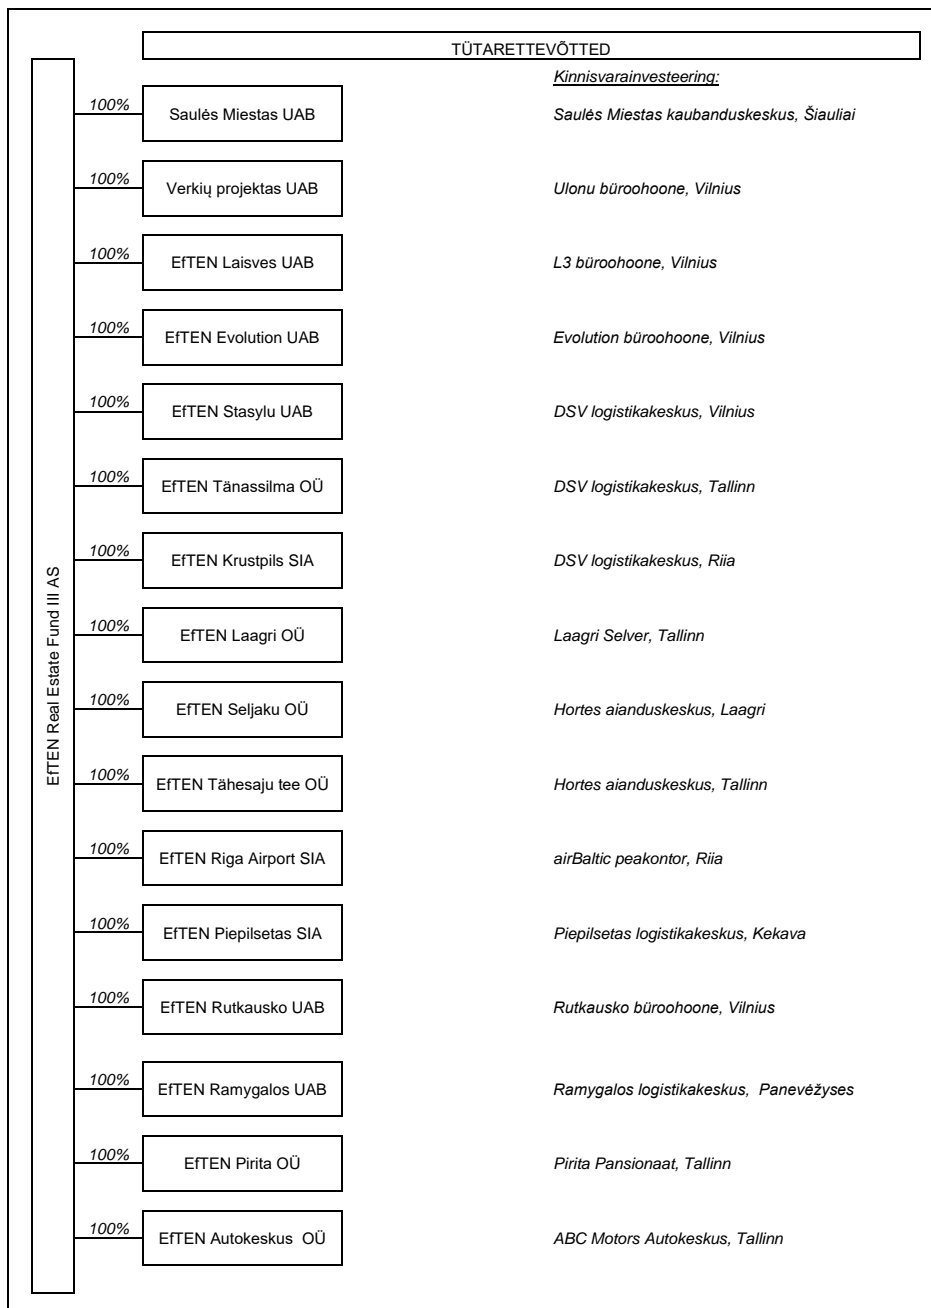 TÜTARETTEVÕTTED
EfTEN Real Estate Fund III AS
Kinnisvarainvesteering:
100%
Saulės Miestas UAB
Saulės Miestas kaubanduskeskus, Šiauliai
100%
Verkių projektas UAB
Ulonu büroohoone, Vilnius
100%
EfTEN Laisves UAB
L3 büroohoone, Vilnius
100%
EfTEN Evolution UAB
Evolution büroohoone, Vilnius
100%
EfTEN Stasylu UAB
DSV logistikakeskus, Vilnius
100%
EfTEN Tänassilma OÜ
DSV logistikakeskus, Tallinn
100%
EfTEN Krustpils SIA
DSV logistikakeskus, Riia
100%
EfTEN Laagri OÜ
Laagri Selver, Tallinn
100%
EfTEN Seljaku OÜ
Hortes aianduskeskus, Laagri
100%
EfTEN Tähesaju tee OÜ
Hortes aianduskeskus, Tallinn
100%
EfTEN Riga Airport SIA
airBaltic peakontor, Riia
100%
EfTEN Piepilsetas SIA
Piepilsetas logistikakeskus, Kekava
100%
EfTEN Rutkausko UAB
Rutkausko büroohoone, Vilnius
100%
EfTEN Ramygalos UAB
Ramygalos logistikakeskus, Panevėžyses
100%
EfTEN Pirita OÜ
Pirita Pansionaat, Tallinn
100%
EfTEN Autokeskus OÜ
ABC Motors Autokeskus, Tallinn